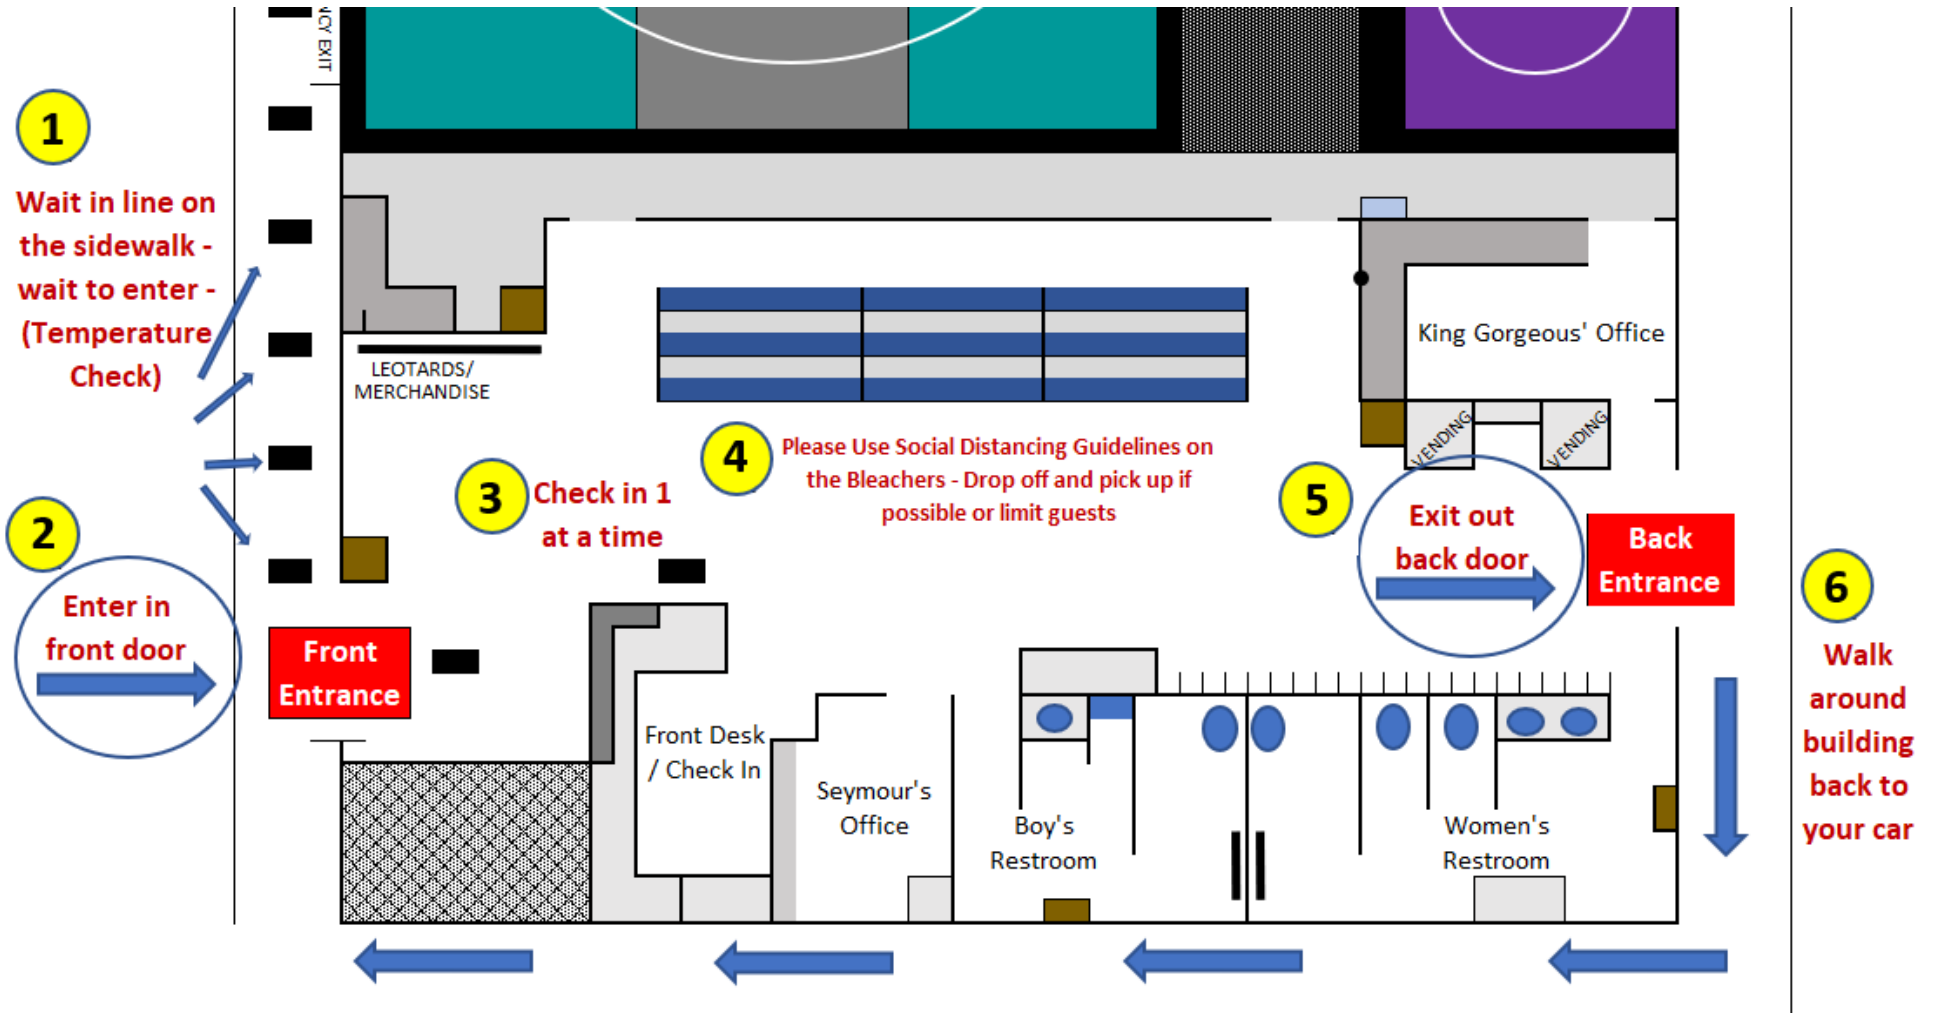 NCY EXIT
1
Wait in line on
the sidewalk -
wait to enter -
(Temperature
Check)
2
Enter in
front door
Front
Entrance
LEOTARDS/
MERCHANDISE
3
Check in 1
at a time
4
Please Use Social Distancing Guidelines on
the Bleachers - Drop off and pick up if
possible or limit guests
King Gorgeous' Office
VENDING
VENDING
5
Exit out
back door
Back
Entrance
6
Walk
around
building
back to
your car
Front Desk
/ Check In
Seymour's
Office
Boy's
Restroom
Women's
Restroom